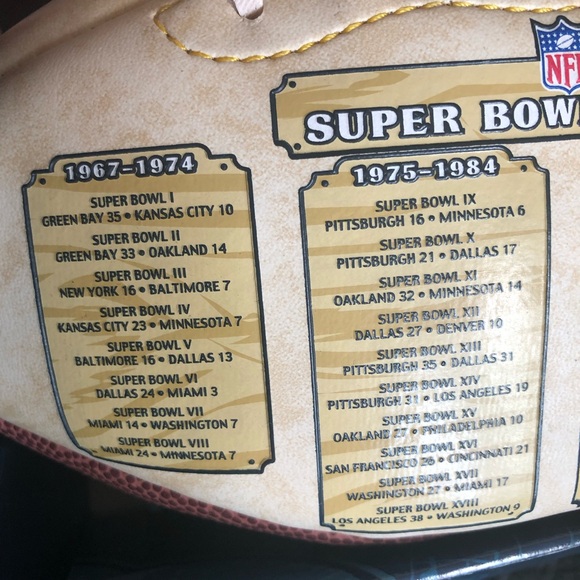 NFL
SUPER BOWL
1967–1974
SUPER BOWL I
GREEN BAY 35 • KANSAS CITY 10
SUPER BOWL II
GREEN BAY 33 • OAKLAND 14
SUPER BOWL III
NEW YORK 16 • BALTIMORE 7
SUPER BOWL IV
KANSAS CITY 23 • MINNESOTA 7
SUPER BOWL V
BALTIMORE 16 • DALLAS 13
SUPER BOWL VI
DALLAS 24 • MIAMI 3
SUPER BOWL VII
MIAMI 14 • WASHINGTON 7
SUPER BOWL VIII
MIAMI 24 • MINNESOTA 7
1975–1984
SUPER BOWL IX
PITTSBURGH 16 • MINNESOTA 6
SUPER BOWL X
PITTSBURGH 21 • DALLAS 17
SUPER BOWL XI
OAKLAND 32 • MINNESOTA 14
SUPER BOWL XII
DALLAS 27 • DENVER 10
SUPER BOWL XIII
PITTSBURGH 35 • DALLAS 31
SUPER BOWL XIV
PITTSBURGH 31 • LOS ANGELES 19
SUPER BOWL XV
OAKLAND 27 • PHILADELPHIA 10
SUPER BOWL XVI
SAN FRANCISCO 26 • CINCINNATI 21
SUPER BOWL XVII
WASHINGTON 27 • MIAMI 17
SUPER BOWL XVIII
LOS ANGELES 38 • WASHINGTON 9